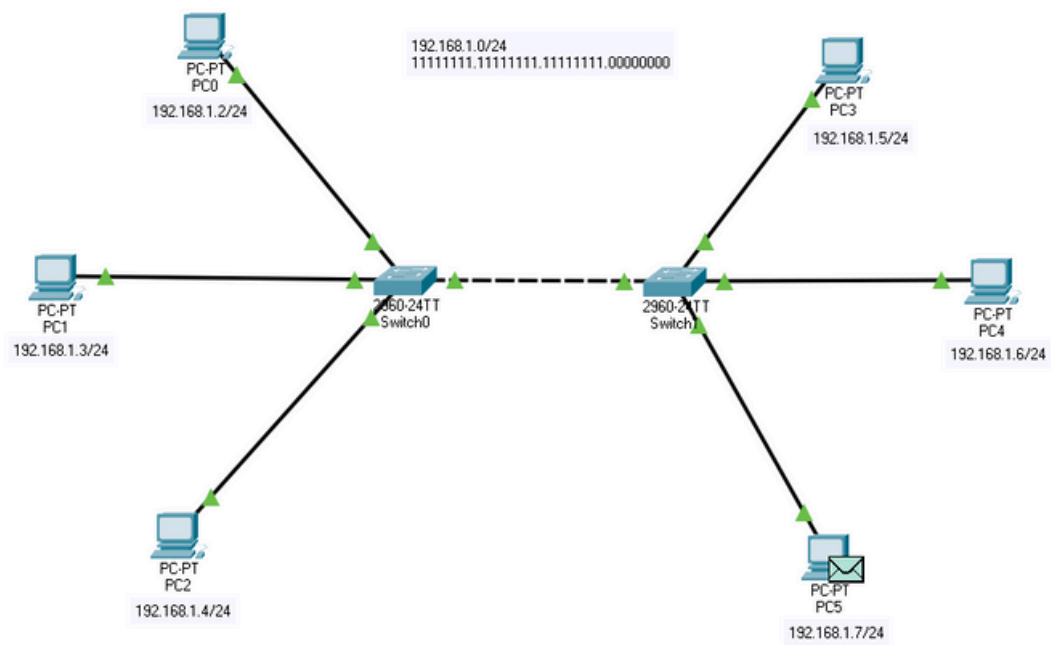 PC-PT
PC0
192.168.1.2/24
192.168.1.0/24
11111111.11111111.11111111.00000000
PC-PT
PC3
192.168.1.5/24
PC-PT
PC1
192.168.1.3/24
2960-24TT
Switch0
2960-24TT
Switch1
PC-PT
PC4
192.168.1.6/24
PC-PT
PC2
192.168.1.4/24
PC-PT
PC5
192.168.1.7/24